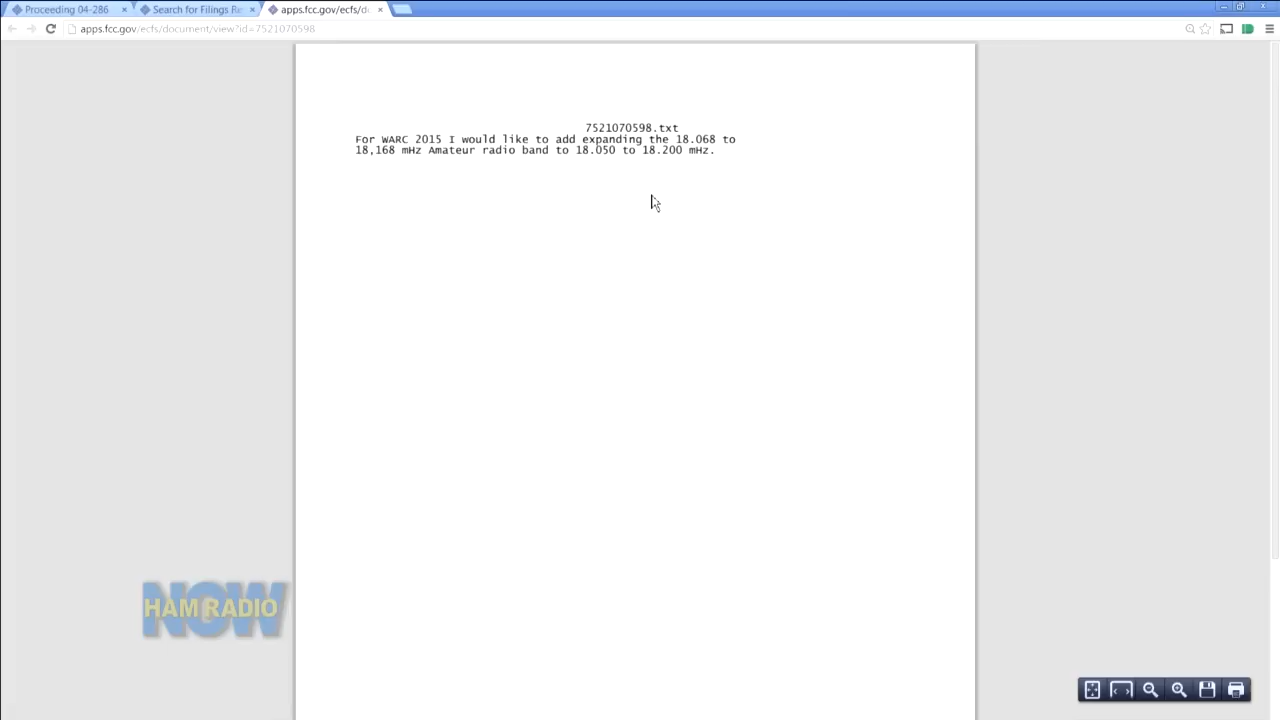 Proceeding 04-286
Search for Filings Re
apps.fcc.gov/ecfs/d
apps.fcc.gov/ecfs/document/view?id=7521070598
7521070598.txt
For WARC 2015 I would like to add expanding the 18.068 to
18,168 mHz Amateur radio band to 18.050 to 18.200 mHz.
NOW
HAM RADIO